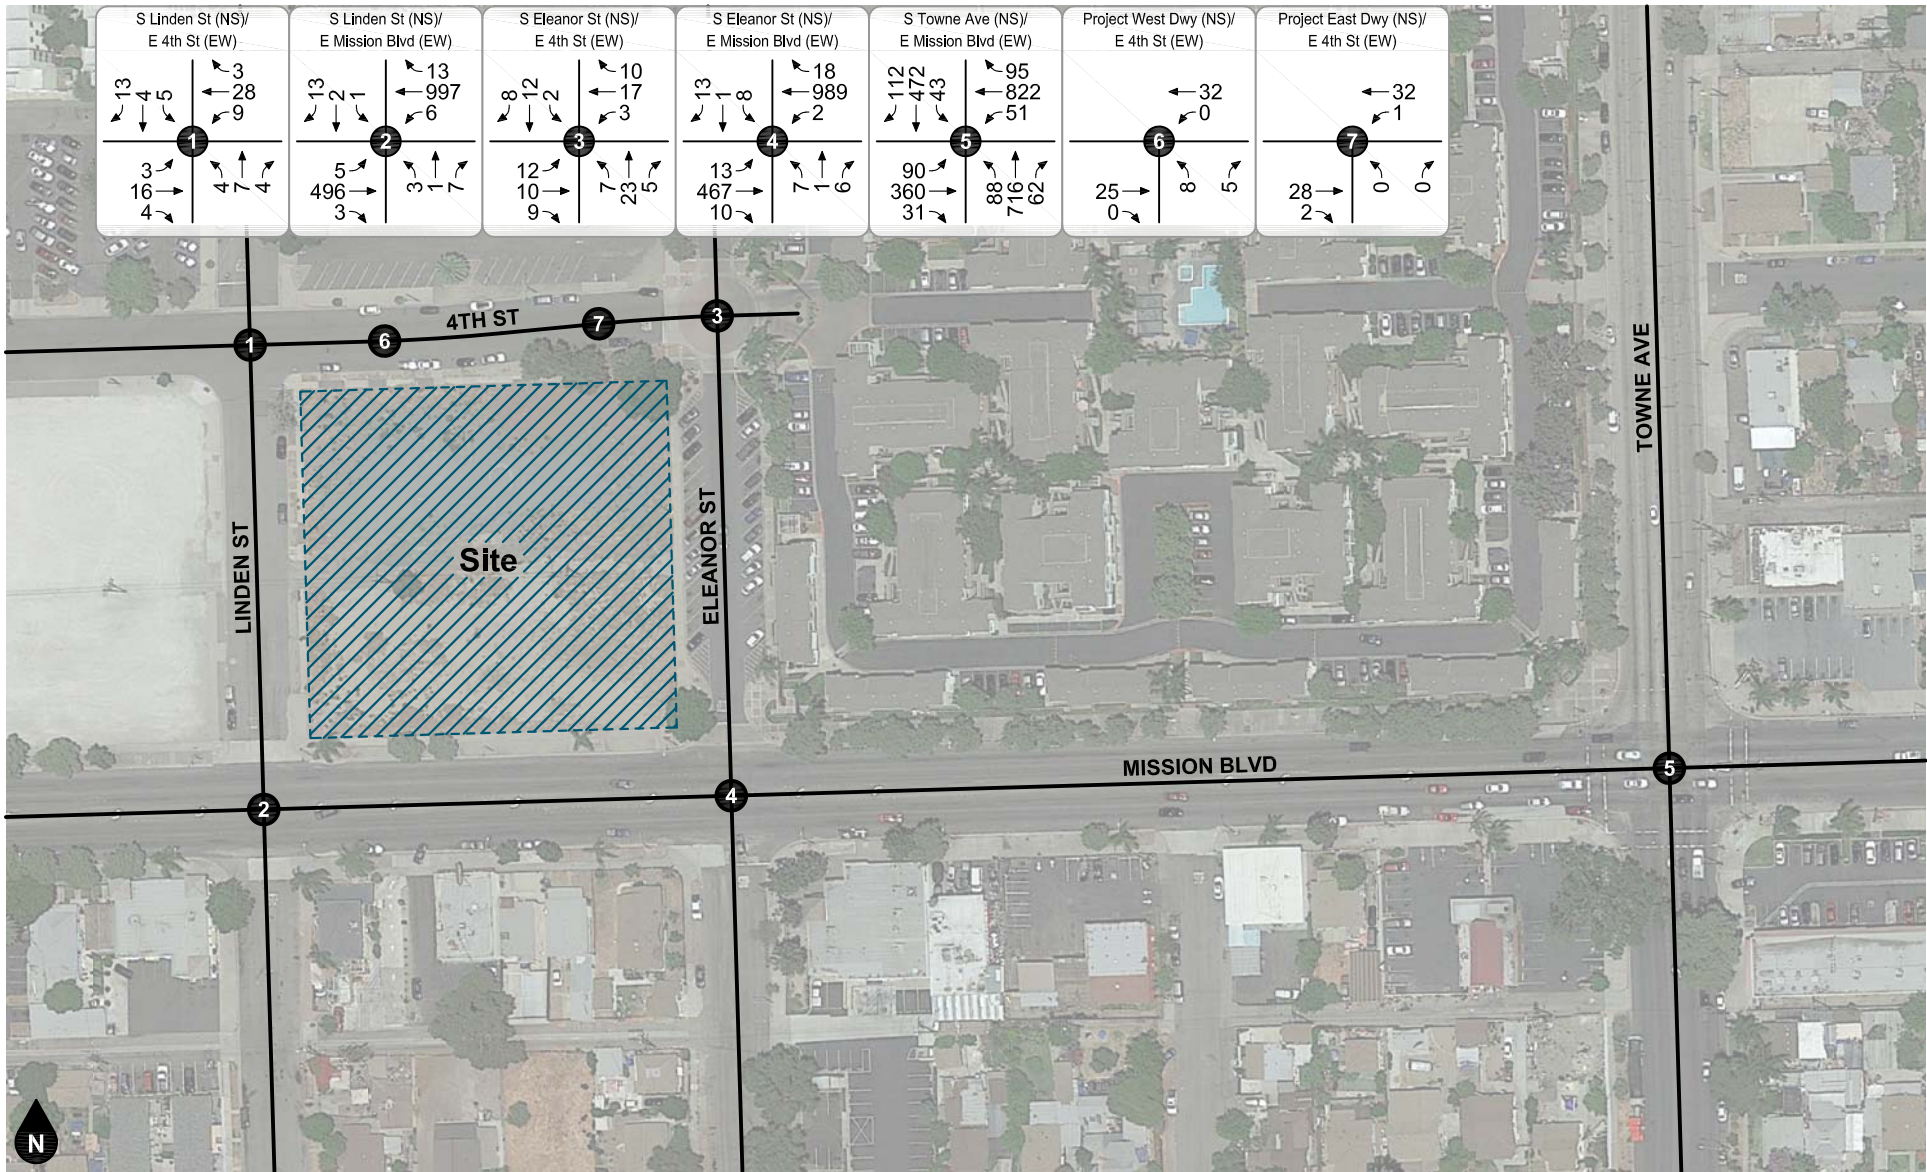 S Linden St (NS)/
E 4th St (EW)
13 4 5
3
28
9
1
3
16
4
4 7 4
S Linden St (NS)/
E Mission Blvd (EW)
13 2 1
13
997
6
2
5
496
3
3 1 7
S Eleanor St (NS)/
E 4th St (EW)
8 12 2
10
17
3
3
12
10
9
7 23 5
S Eleanor St (NS)/
E Mission Blvd (EW)
13 1 8
18
989
2
4
13
467
10
7 1 6
S Towne Ave (NS)/
E Mission Blvd (EW)
112 472 43
95
822
51
5
90
360
31
88 716 62
Project West Dwy (NS)/
E 4th St (EW)
32
0
6
25
0
8 5
Project East Dwy (NS)/
E 4th St (EW)
32
1
7
28
2
0 0
1
6
4TH ST
7
3
TOWNE AVE
LINDEN ST
Site
ELEANOR ST
MISSION BLVD
5
2
4
N